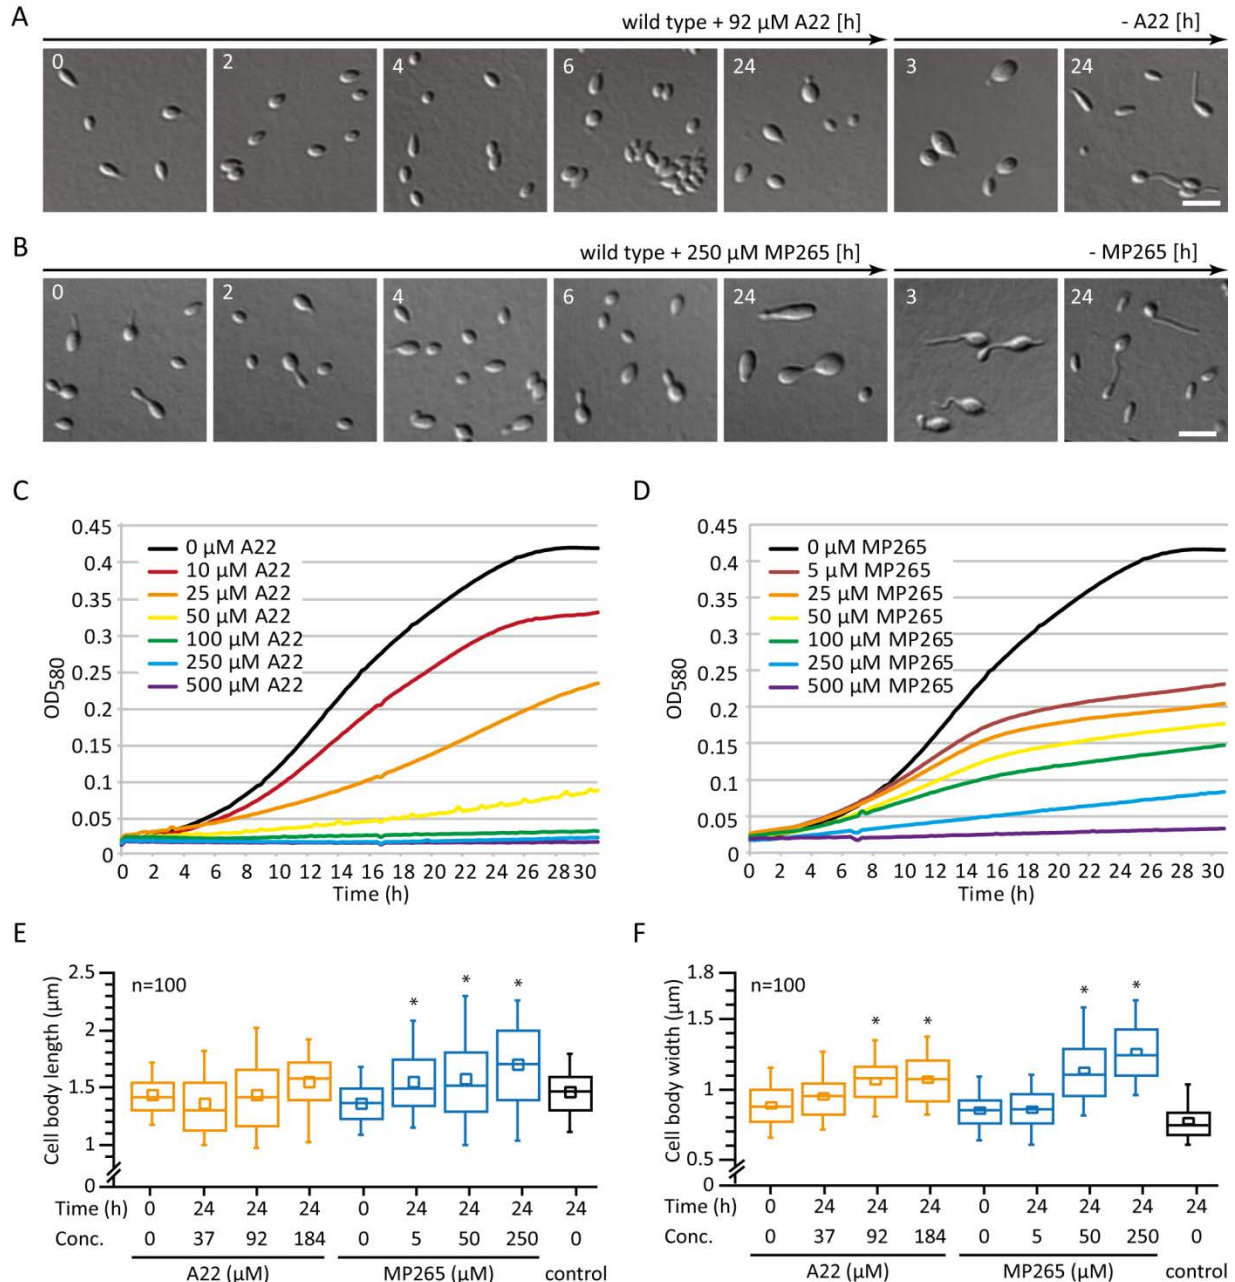 A
wild type + 92 µM A22 [h]
- A22 [h]
0
2
4
6
24
3
24
B
wild type + 250 µM MP265 [h]
- MP265 [h]
0
2
4
6
24
3
24
C
0.45
0.4
0.35
0.3
0.25
0.2
0.15
0.1
0.05
0
OD580
0 µM A22
10 µM A22
25 µM A22
50 µM A22
100 µM A22
250 µM A22
500 µM A22
0 2 4 6 8 10 12 14 16 18 20 22 24 26 28 30
Time (h)
D
0.45
0.4
0.35
0.3
0.25
0.2
0.15
0.1
0.05
0
OD580
0 µM MP265
5 µM MP265
25 µM MP265
50 µM MP265
100 µM MP265
250 µM MP265
500 µM MP265
0 2 4 6 8 10 12 14 16 18 20 22 24 26 28 30
Time (h)
E
Cell body length (µm)
2.5
2
1.5
1
0
n=100
* * *
Time (h) 0 24 24 24 0 24 24 24 24
Conc. 0 37 92 184 0 5 50 250 0
A22 (µM) MP265 (µM) control
F
Cell body width (µm)
1.8
1.5
1
0.5
0
n=100
* * * *
Time (h) 0 24 24 24 0 24 24 24 24
Conc. 0 37 92 184 0 5 50 250 0
A22 (µM) MP265 (µM) control